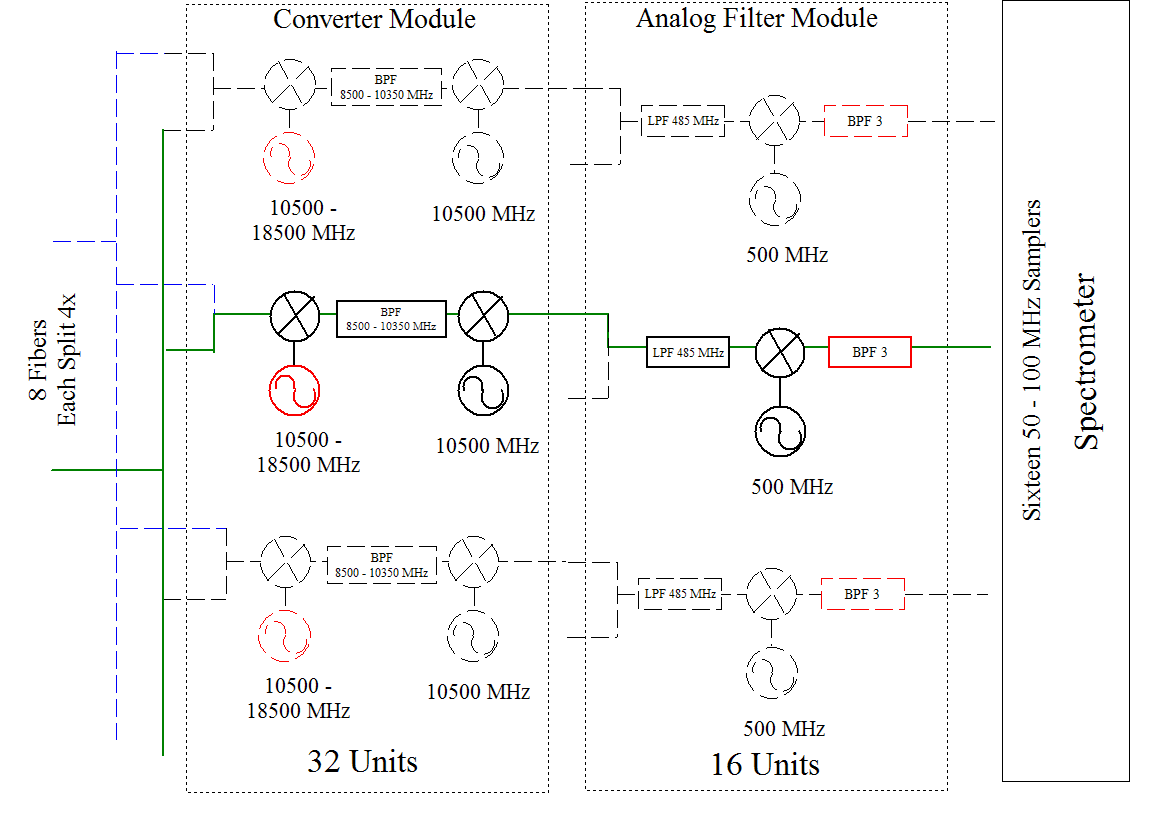 Converter Module
Analog Filter Module
BPF
8500 - 10350 MHz
LPF 485 MHz
BPF 3
10500 -
18500 MHz
10500 MHz
500 MHz
8 Fibers
Each Split 4x
BPF
8500 - 10350 MHz
LPF 485 MHz
BPF 3
10500 -
18500 MHz
10500 MHz
500 MHz
Sixteen 50 - 100 MHz Samplers
Spectrometer
BPF
8500 - 10350 MHz
LPF 485 MHz
BPF 3
10500 -
18500 MHz
10500 MHz
500 MHz
32 Units
16 Units